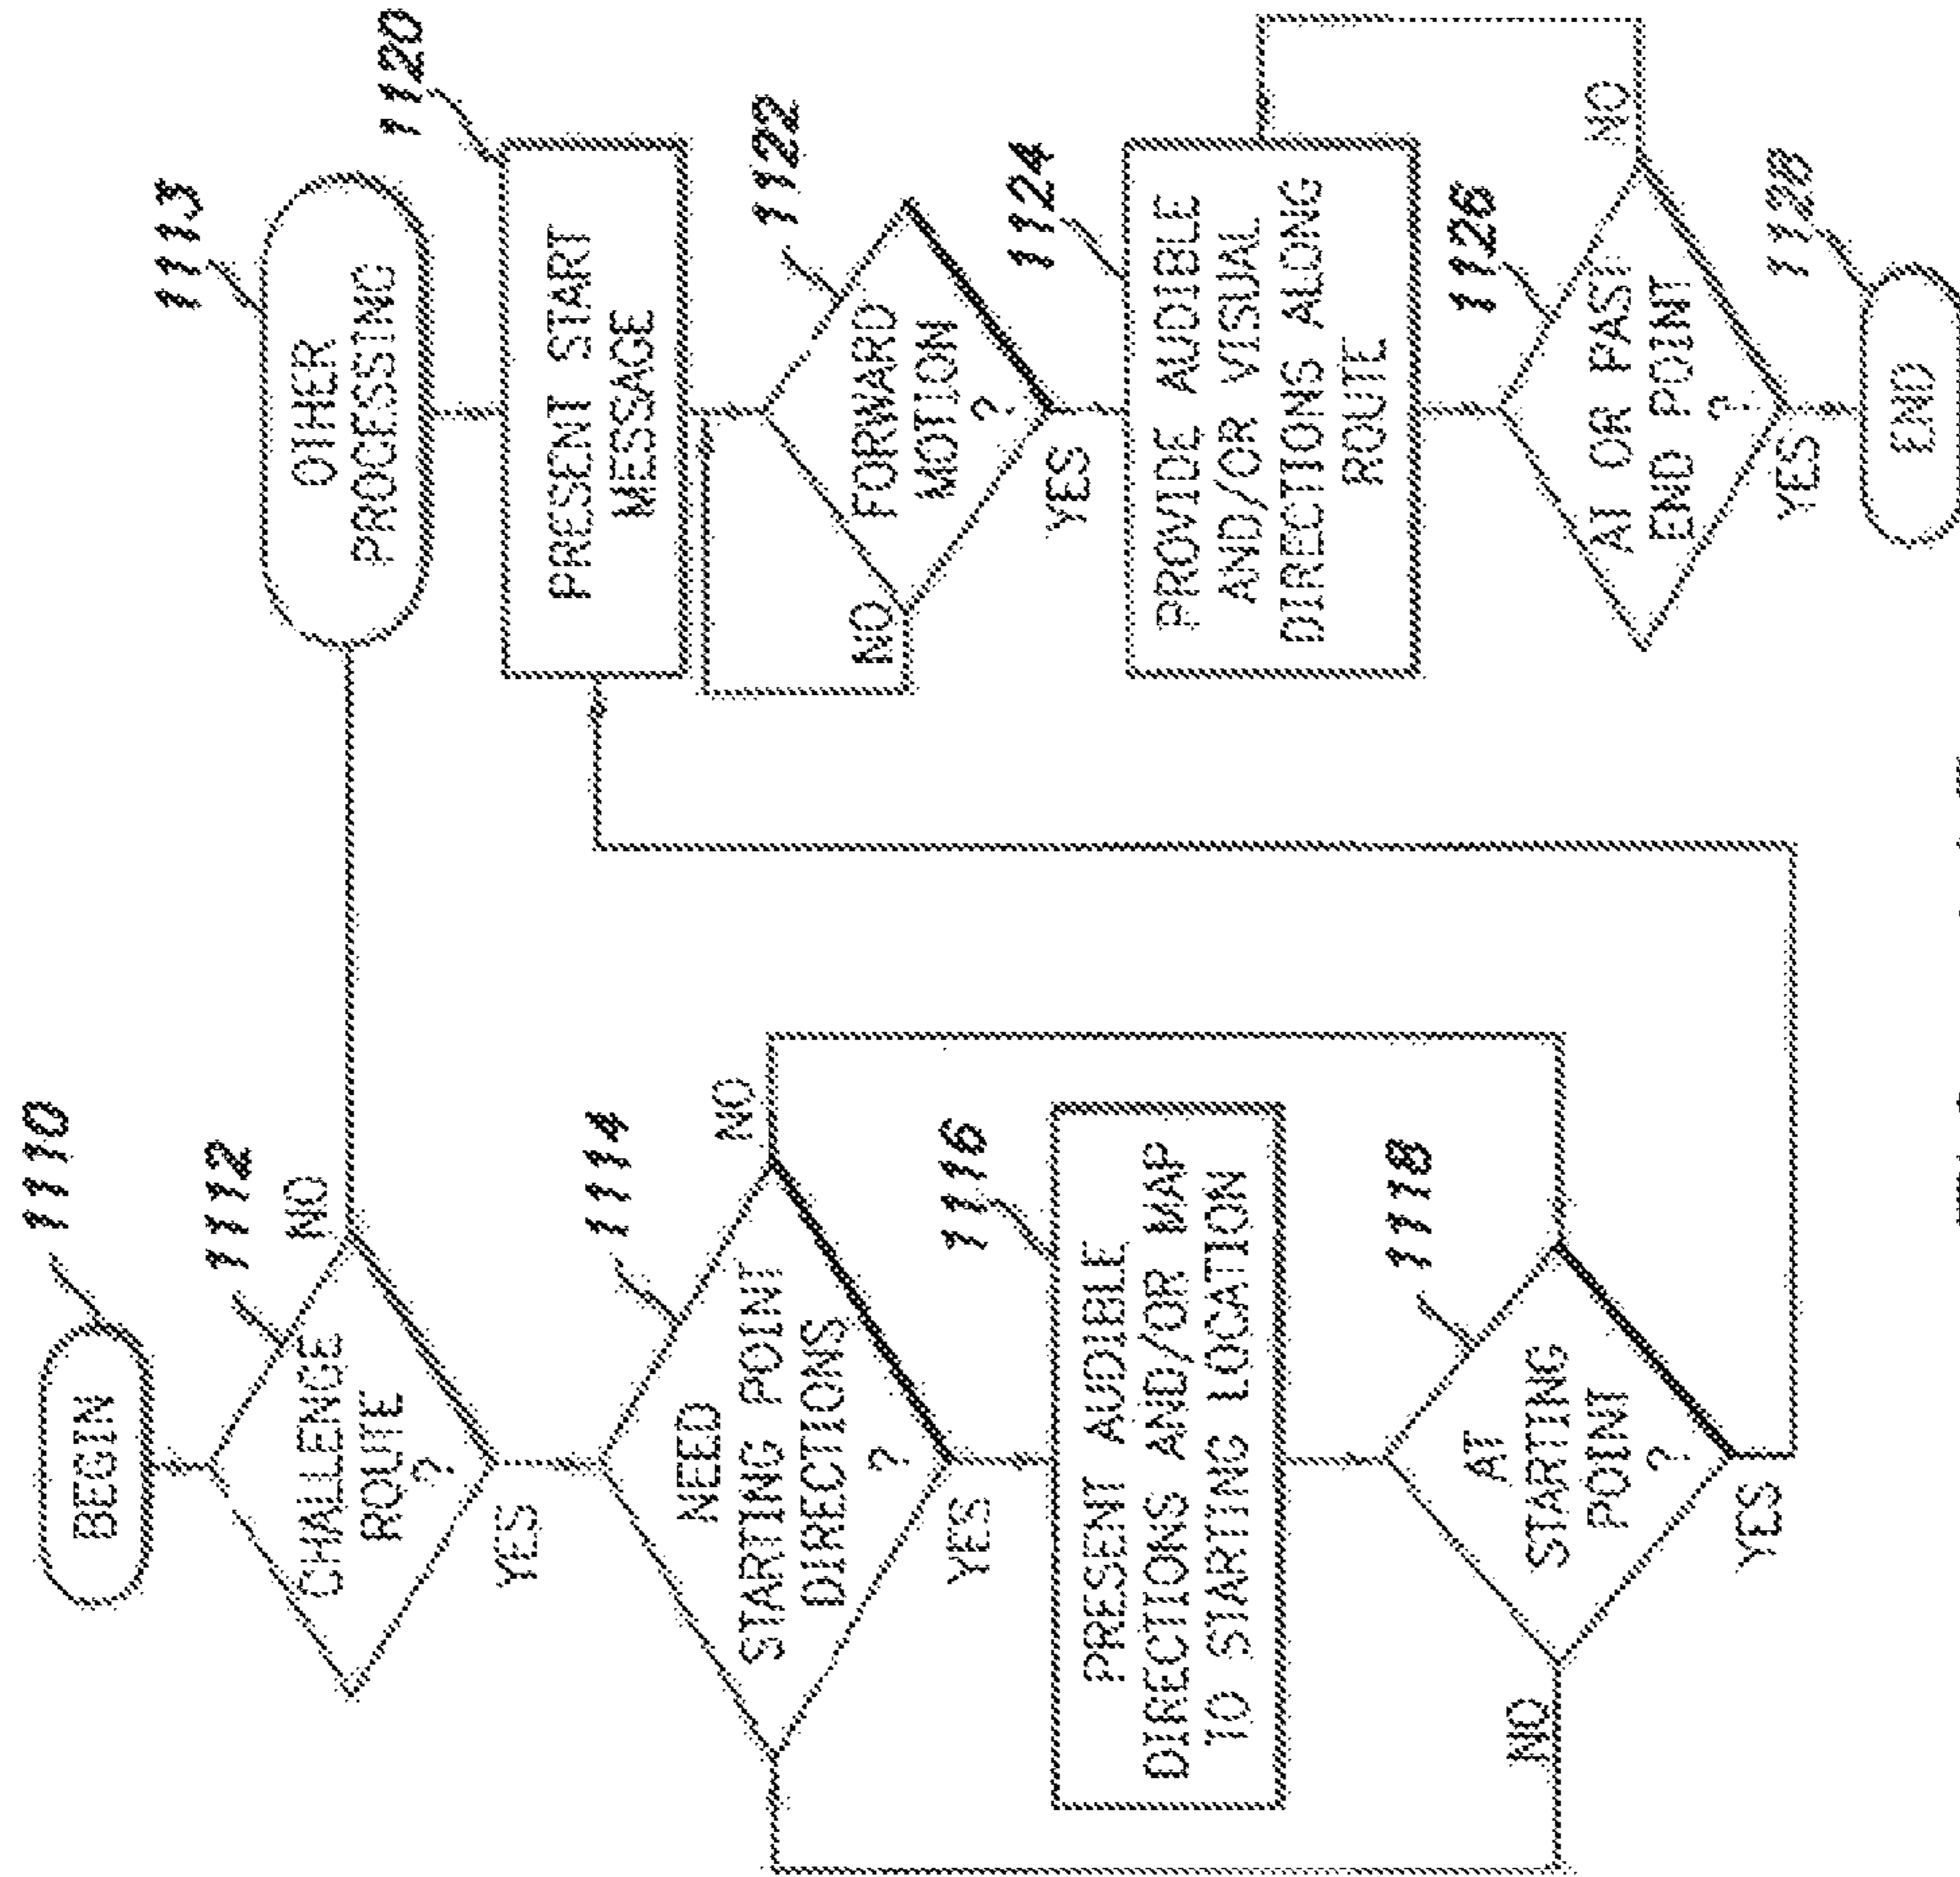 1110
BEGIN
1112
CHALLENGE
ROUTE
?
NO
YES
1114
NEED
STARTING POINT
DIRECTIONS
?
NO
YES
1116
PRESENT AUDIBLE
DIRECTIONS AND/OR MAP
TO STARTING LOCATION
1118
AT
STARTING
POINT
?
NO
YES
1113
OTHER
PROCESSING
1120
PRESENT START
MESSAGE
1122
FORWARD
MOTION
?
NO
YES
1124
PROVIDE AUDIBLE
AND/OR VISUAL
DIRECTIONS ALONG
ROUTE
1126
AT OR PAST
END POINT
?
NO
YES
1128
END